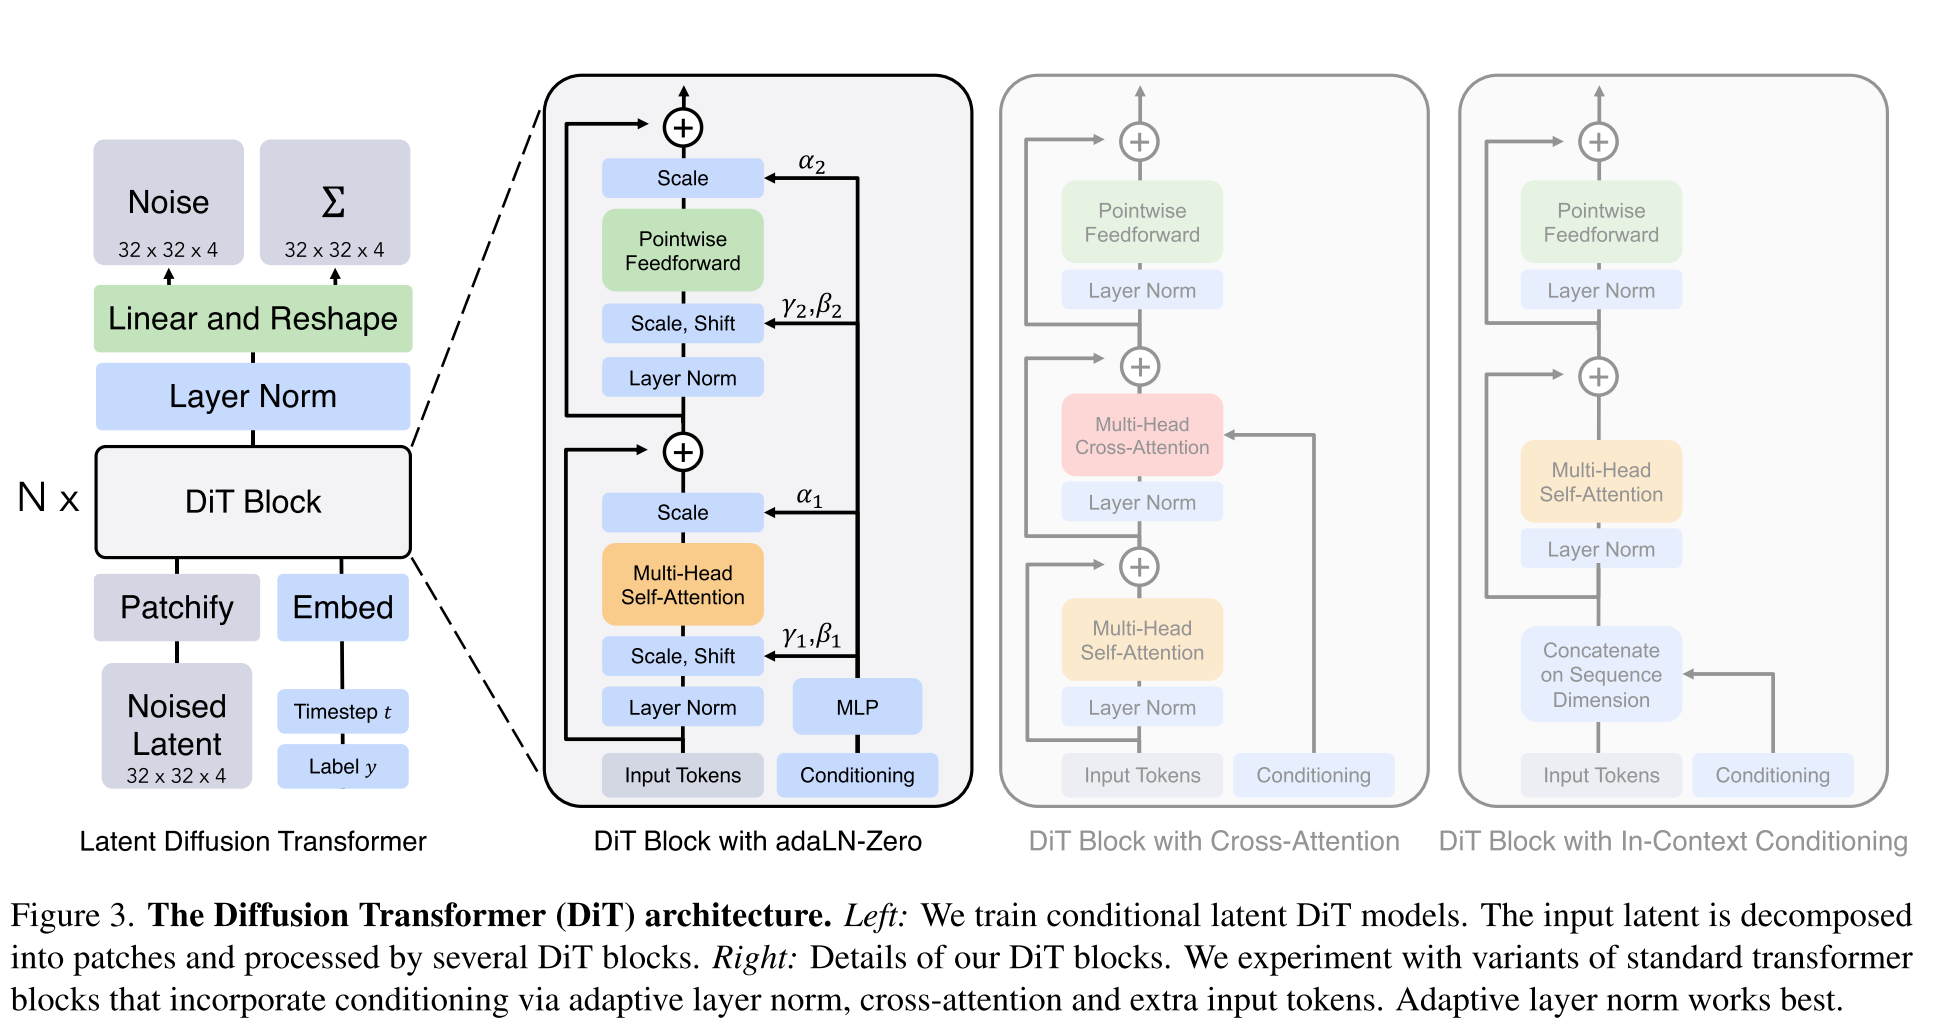 Noise
32 x 32 x 4
Σ
32 x 32 x 4
Linear and Reshape
Layer Norm
N x
DiT Block
Patchify
Embed
Noised
Latent
32 x 32 x 4
Timestep t
Label y
Latent Diffusion Transformer
+
Scale
α₂
Pointwise
Feedforward
γ₂,β₂
Scale, Shift
Layer Norm
+
Scale
α₁
Multi-Head
Self-Attention
γ₁,β₁
Scale, Shift
Layer Norm
MLP
Input Tokens
Conditioning
DiT Block with adaLN-Zero
+
Pointwise
Feedforward
Layer Norm
+
Multi-Head
Cross-Attention
Layer Norm
+
Multi-Head
Self-Attention
Layer Norm
Input Tokens
Conditioning
DiT Block with Cross-Attention
+
Pointwise
Feedforward
Layer Norm
+
Multi-Head
Self-Attention
Layer Norm
Concatenate
on Sequence
Dimension
Input Tokens
Conditioning
DiT Block with In-Context Conditioning
Figure 3. The Diffusion Transformer (DiT) architecture. Left: We train conditional latent DiT models. The input latent is decomposed
into patches and processed by several DiT blocks. Right: Details of our DiT blocks. We experiment with variants of standard transformer
blocks that incorporate conditioning via adaptive layer norm, cross-attention and extra input tokens. Adaptive layer norm works best.